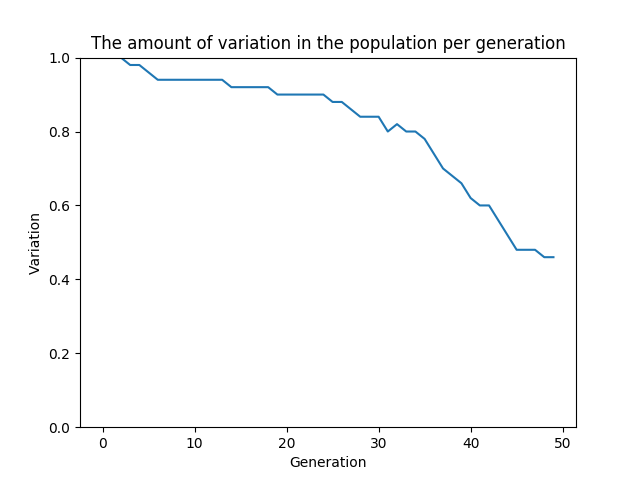 The amount of variation in the population per generation
1.0
0.8
0.6
0.4
0.2
0.0
Variation
0 10 20 30 40 50
Generation